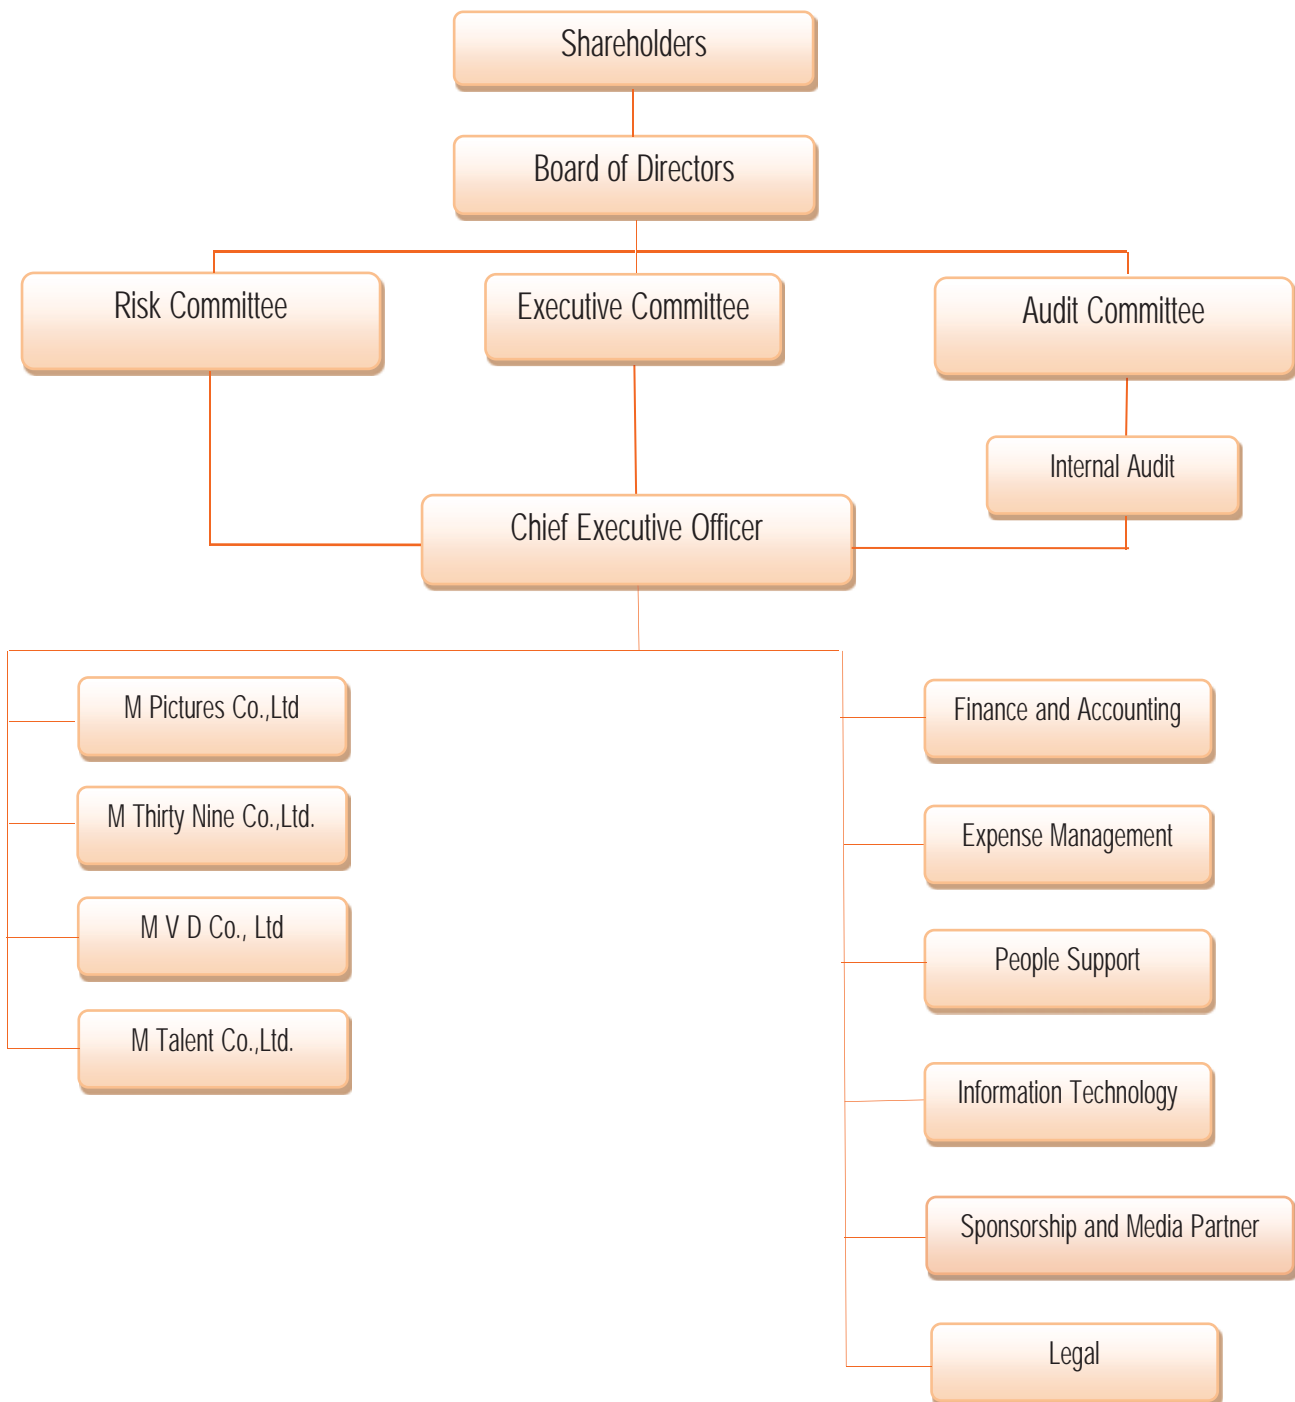 Shareholders
Board of Directors
Risk Committee
Executive Committee
Audit Committee
Internal Audit
Chief Executive Officer
M Pictures Co.,Ltd
M Thirty Nine Co.,Ltd.
M V D Co., Ltd
M Talent Co.,Ltd.
Finance and Accounting
Expense Management
People Support
Information Technology
Sponsorship and Media Partner
Legal